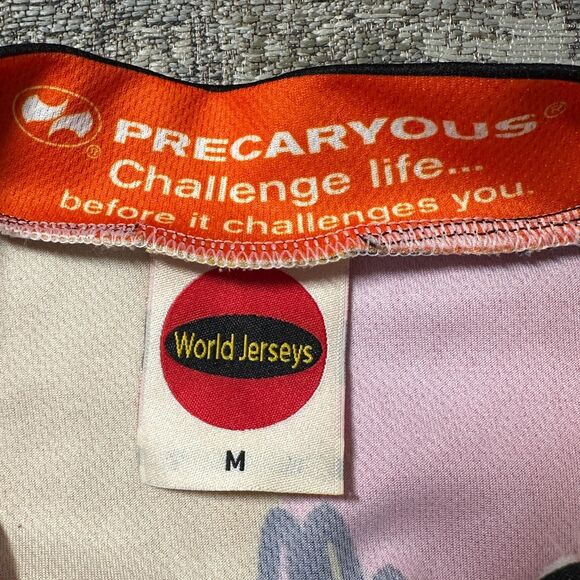 PRECARYOUS®
®
Challenge life...
before it challenges you.
World Jerseys
M